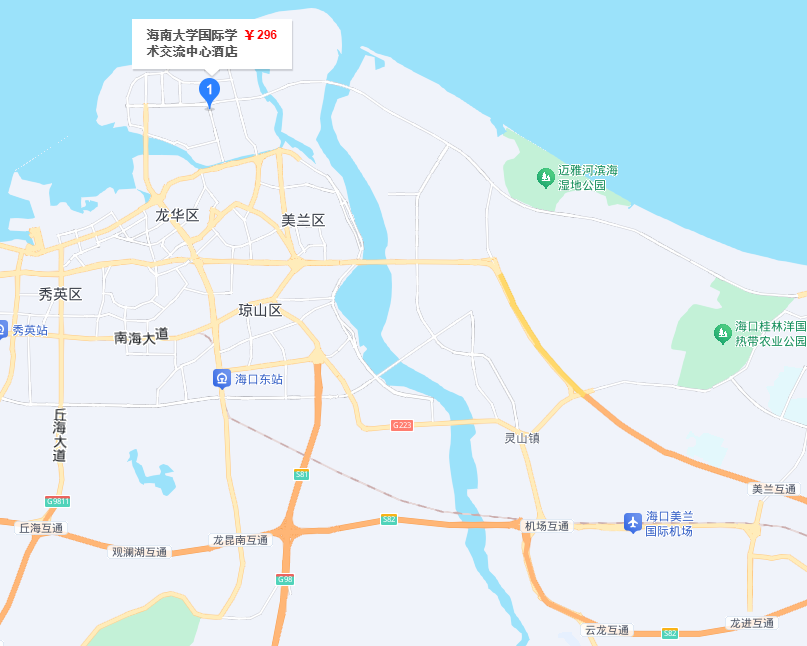 海南大学国际学 ￥296
术交流中心酒店
1
迈雅河滨海
湿地公园
龙华区
美兰区
秀英区
琼山区
海口桂林洋国
热带农业公园
秀英站
南海大道
海口东站
丘海大道
G223
灵山镇
S81
美兰互通
G9811
S82
海口美兰
国际机场
丘海互通
机场互通
龙昆南互通
观澜湖互通
G98
云龙互通
S82
龙进互通